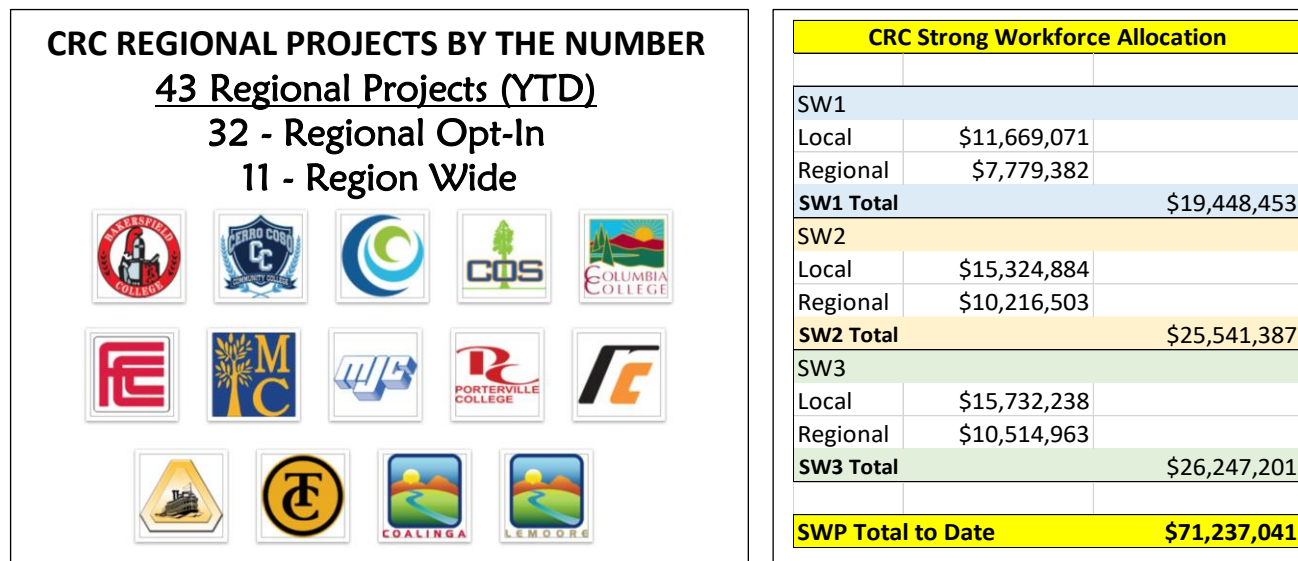 CRC REGIONAL PROJECTS BY THE NUMBER
43 Regional Projects (YTD)
32 - Regional Opt-In
11 - Region Wide
BAKERSFIELD
COLLEGE
CERRO COSO
CC
COMMUNITY COLLEGE
COS
COLUMBIA
COLLEGE
FCC
MC
MJC
PC
PORTERVILLE
COLLEGE
rc
TC
COALINGA
LEMOORE
CRC Strong Workforce Allocation
SW1
Local $11,669,071
Regional $7,779,382
SW1 Total $19,448,453
SW2
Local $15,324,884
Regional $10,216,503
SW2 Total $25,541,387
SW3
Local $15,732,238
Regional $10,514,963
SW3 Total $26,247,201
SWP Total to Date $71,237,041